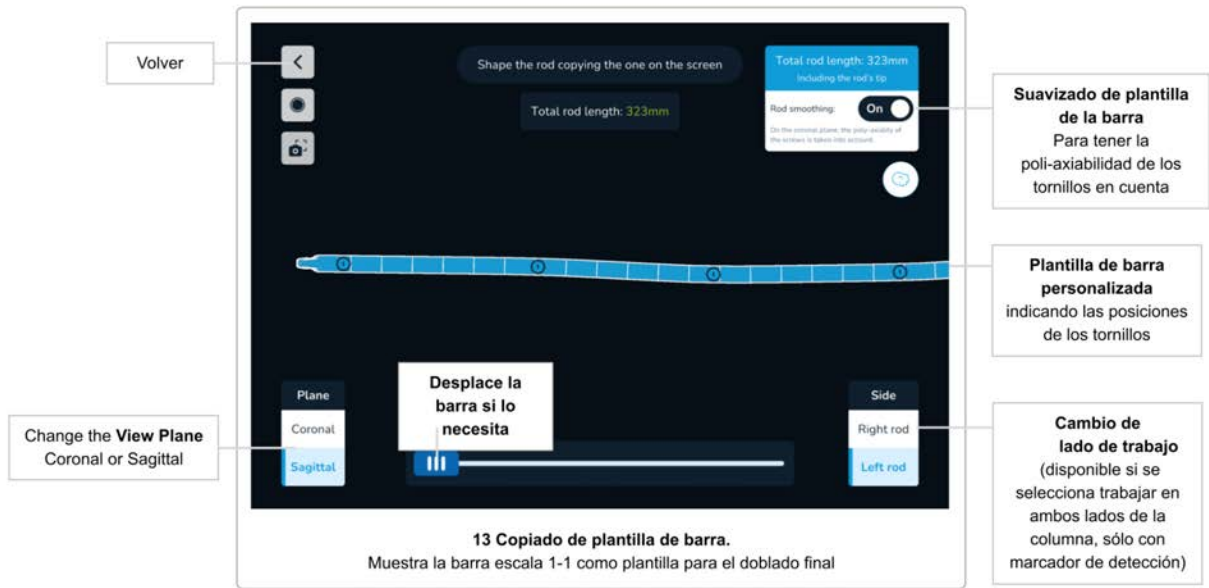 Volver
Shape the rod copying the one on the screen
Total rod length: 323mm
Total rod length: 323mm
Including the rod's tip
Rod smoothing:
On
On the coronal plane, the poly-axiality of
the screws is taken into account.
Suavizado de plantilla
de la barra
Para tener la
poli-axiabilidad de los
tornillos en cuenta
Plantilla de barra
personalizada
indicando las posiciones
de los tornillos
Plane
Coronal
Sagittal
Change the View Plane
Coronal or Sagittal
Desplace la
barra si lo
necesita
Side
Right rod
Left rod
Cambio de
lado de trabajo
(disponible si se
selecciona trabajar en
ambos lados de la
columna, sólo con
marcador de detección)
13 Copiado de plantilla de barra.
Muestra la barra escala 1-1 como plantilla para el doblado final